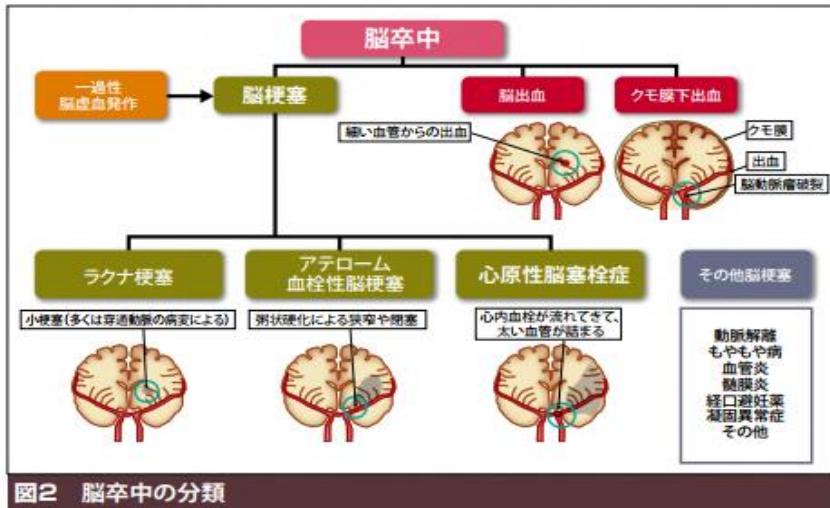 脳卒中
一過性
脳虚血発作
脳梗塞
脳出血
クモ膜下出血
細い血管からの出血
クモ膜
出血
脳動脈瘤破裂
ラクナ梗塞
アテローム
血栓性脳梗塞
心原性脳塞栓症
その他脳梗塞
小梗塞(多くは穿通動脈の病変による)
粥状硬化による狭窄や閉塞
心内血栓が流れてきて、
太い血管が詰まる
動脈解離
もやもや病
血管炎
髄膜炎
経口避妊薬
凝固異常症
その他
図2 脳卒中の分類